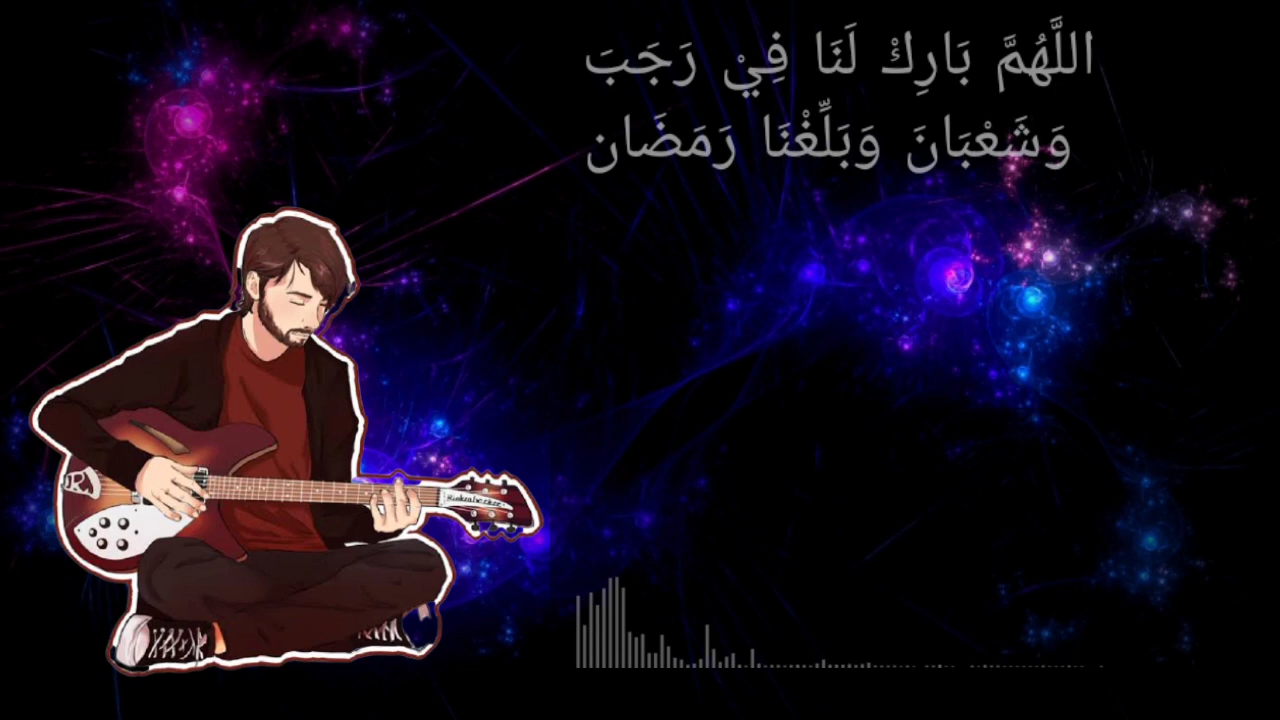 اللَّهُمَّ بَارِكْ لَنَا فِيْ رَجَبَ
وَشَعْبَانَ وَبَلِّغْنَا رَمَضَان
R